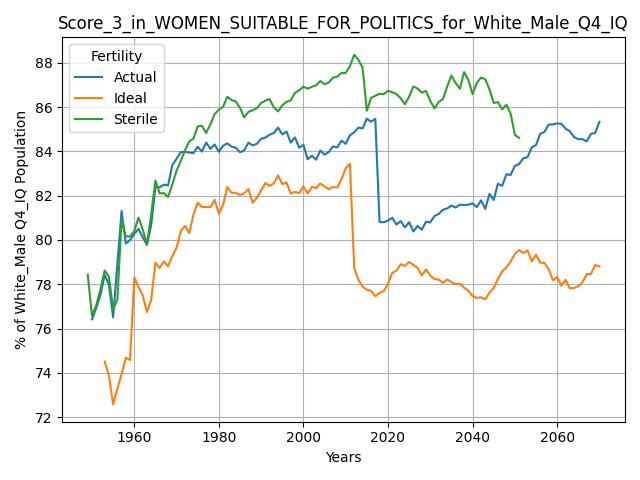 Score_3_in_WOMEN_SUITABLE_FOR_POLITICS_for_White_Male_Q4_IQ
Fertility
Actual
Ideal
Sterile
% of White_Male Q4_IQ Population
88
86
84
82
80
78
76
74
72
1960
1980
2000
2020
2040
2060
Years